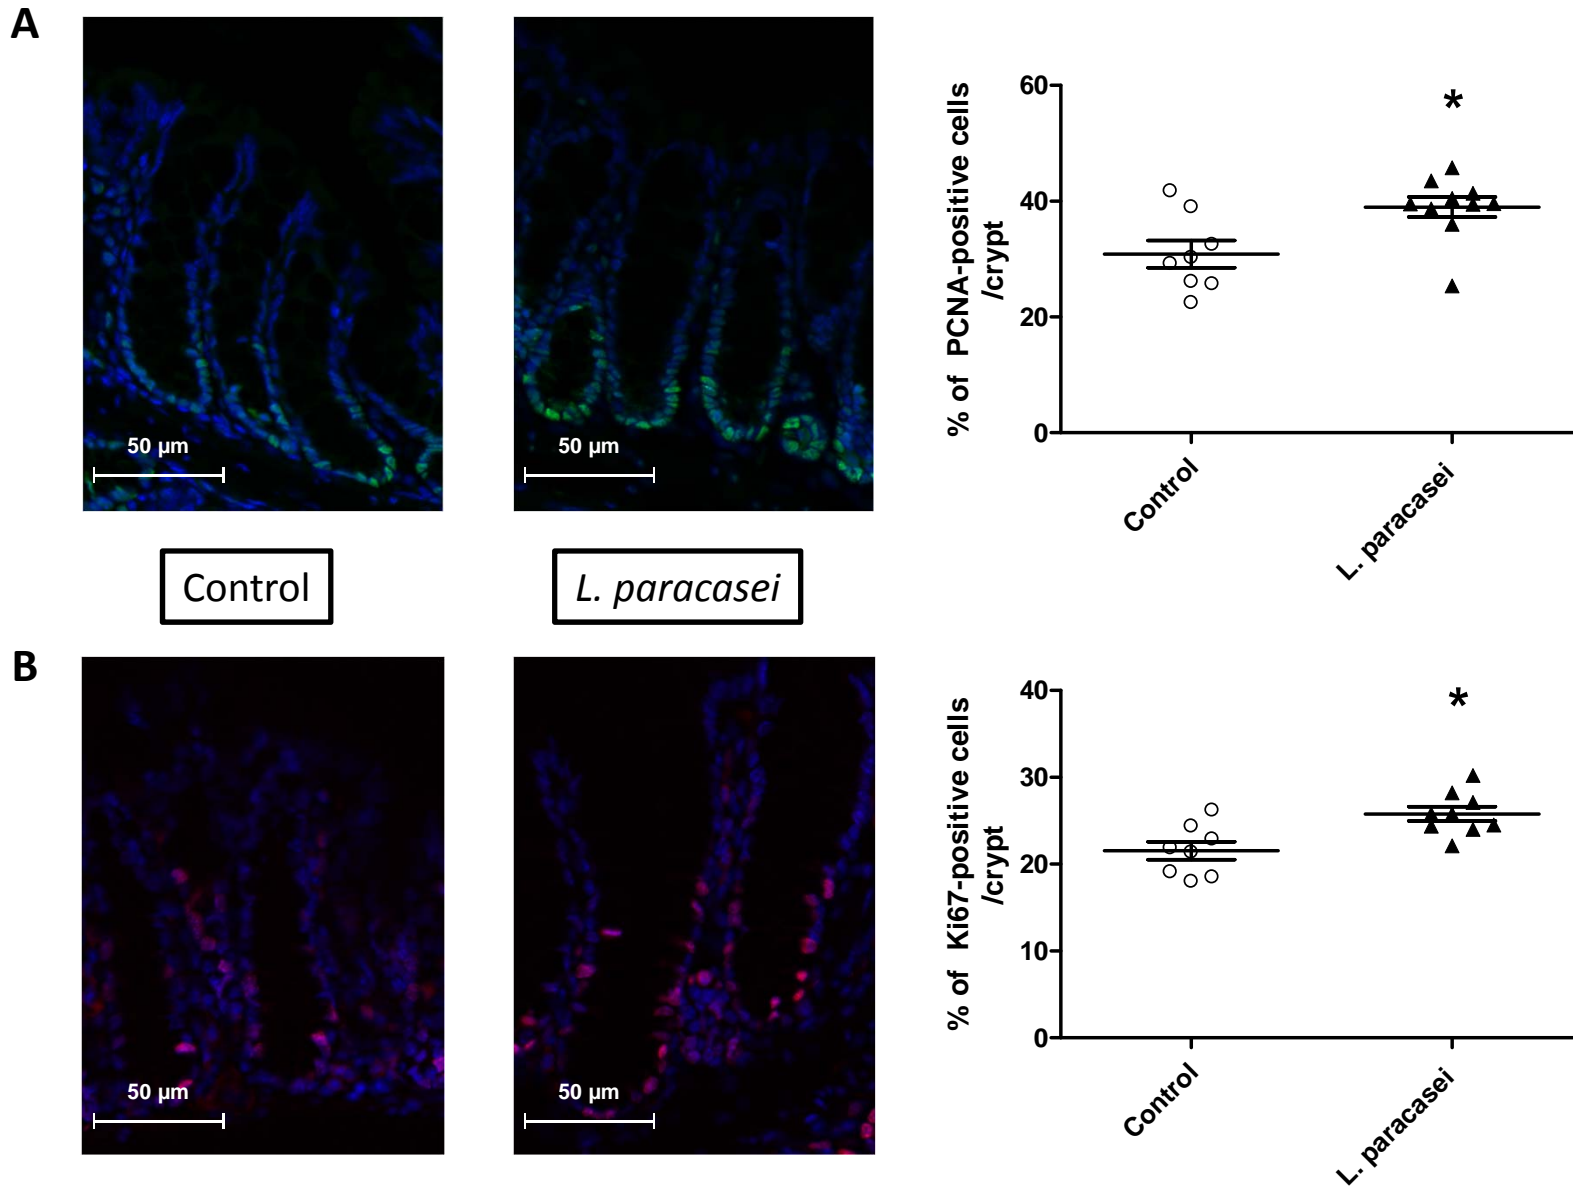 A
50 µm
50 µm
% of PCNA-positive cells
/crypt
60
40
20
0
*
Control
L. paracasei
Control
L. paracasei
B
50 µm
50 µm
% of Ki67-positive cells
/crypt
40
30
20
10
0
*
Control
L. paracasei